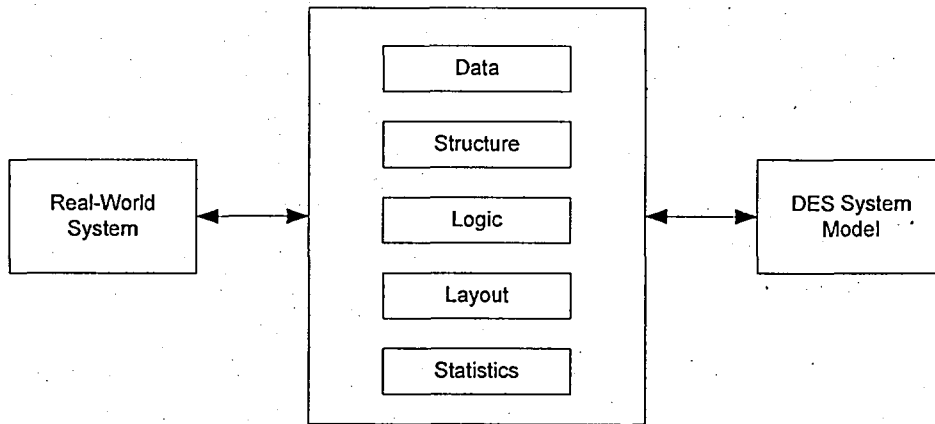 Real-World
System
Data
Structure
Logic
Layout
Statistics
DES System
Model